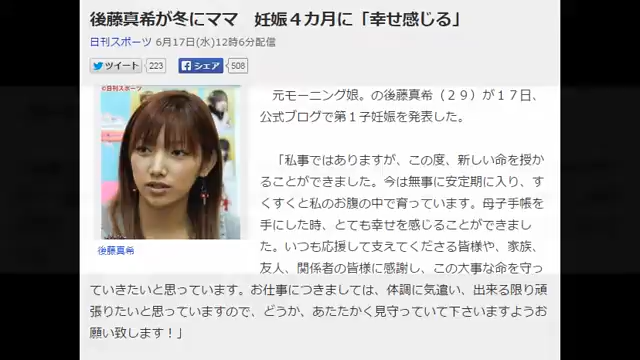 後藤真希が冬にママ　妊娠４カ月に「幸せ感じる」
日刊スポーツ 6月17日(水)12時6分配信
ツイート 223 シェア 508
©日刊スポーツ
後藤真希
元モーニング娘。の後藤真希（２９）が１７日、
公式ブログで第１子妊娠を発表した。
「私事ではありますが、この度、新しい命を授か
ることができました。今は無事に安定期に入り、す
くすくと私のお腹の中で育っています。母子手帳を
手にした時、とても幸せを感じることができまし
た。いつも応援して支えてくださる皆様や、家族、
友人、関係者の皆様に感謝し、この大事な命を守っ
ていきたいと思っています。お仕事につきましては、体調に気遣い、出来る限り頑
張りたいと思っていますので、どうか、あたたかく見守っていて下さいますようお
願い致します！」